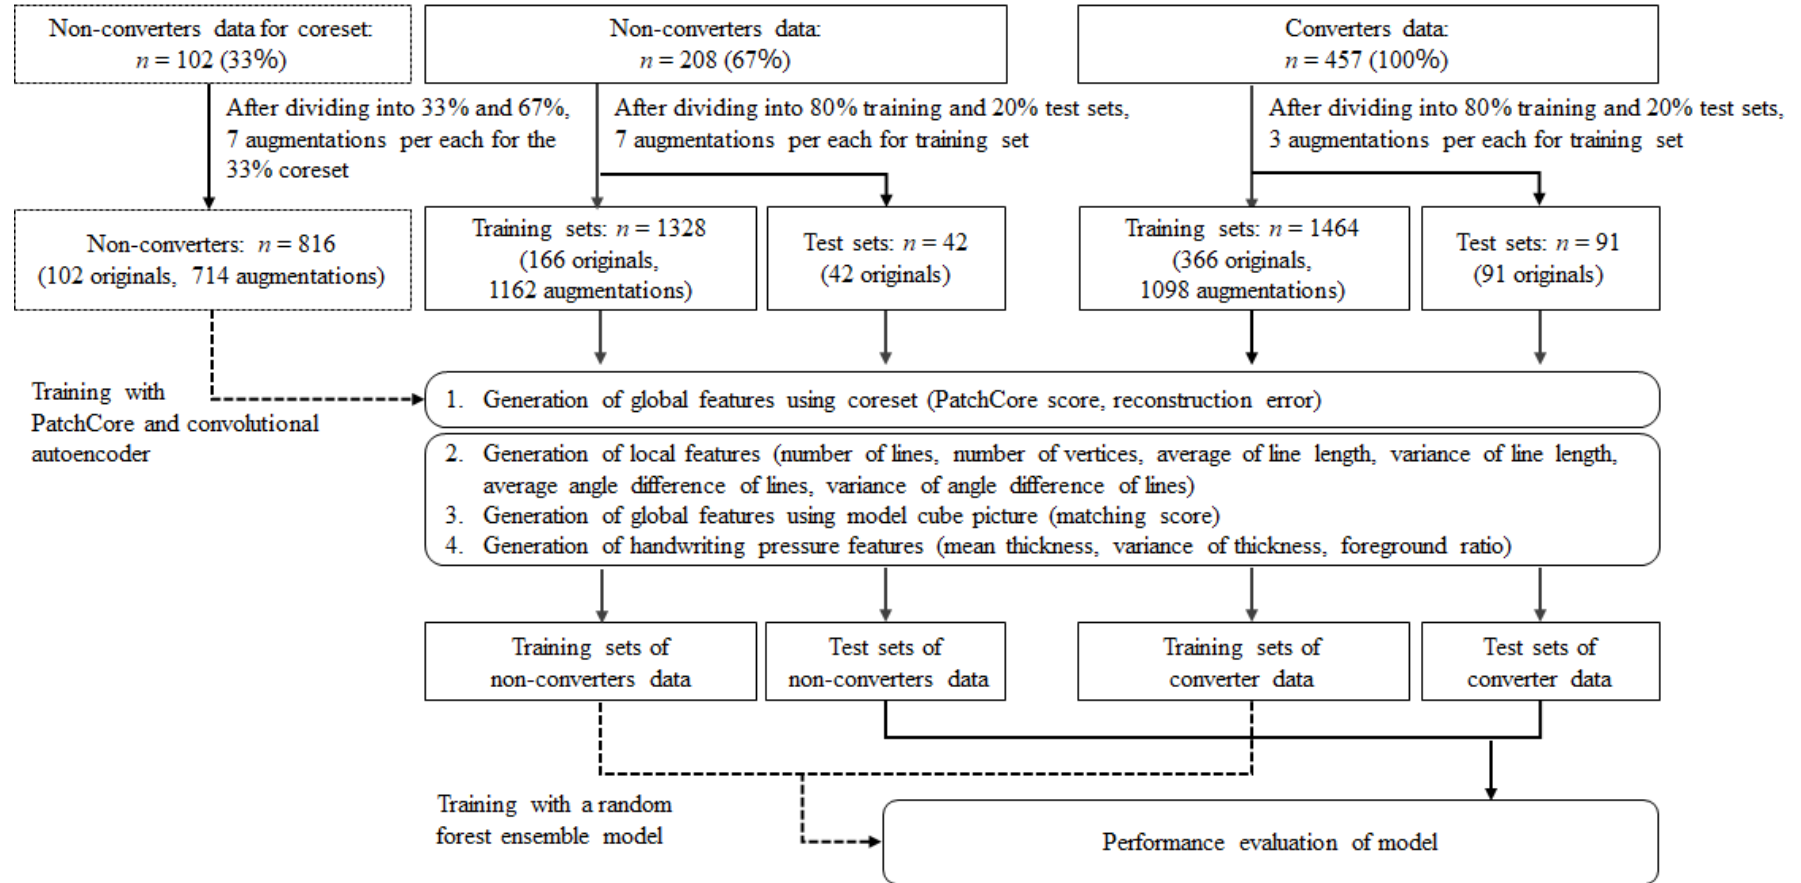 Non-converters data for coreset:
n = 102 (33%)
Non-converters data:
n = 208 (67%)
Converters data:
n = 457 (100%)
After dividing into 33% and 67%,
7 augmentations per each for the
33% coreset
After dividing into 80% training and 20% test sets,
7 augmentations per each for training set
After dividing into 80% training and 20% test sets,
3 augmentations per each for training set
Non-converters: n = 816
(102 originals, 714 augmentations)
Training sets: n = 1328
(166 originals,
1162 augmentations)
Test sets: n = 42
(42 originals)
Training sets: n = 1464
(366 originals,
1098 augmentations)
Test sets: n = 91
(91 originals)
Training with
PatchCore and convolutional
autoencoder
1. Generation of global features using coreset (PatchCore score, reconstruction error)
2. Generation of local features (number of lines, number of vertices, average of line length, variance of line length,
average angle difference of lines, variance of angle difference of lines)
3. Generation of global features using model cube picture (matching score)
4. Generation of handwriting pressure features (mean thickness, variance of thickness, foreground ratio)
Training sets of
non-converters data
Test sets of
non-converters data
Training sets of
converter data
Test sets of
converter data
Training with a random
forest ensemble model
Performance evaluation of model